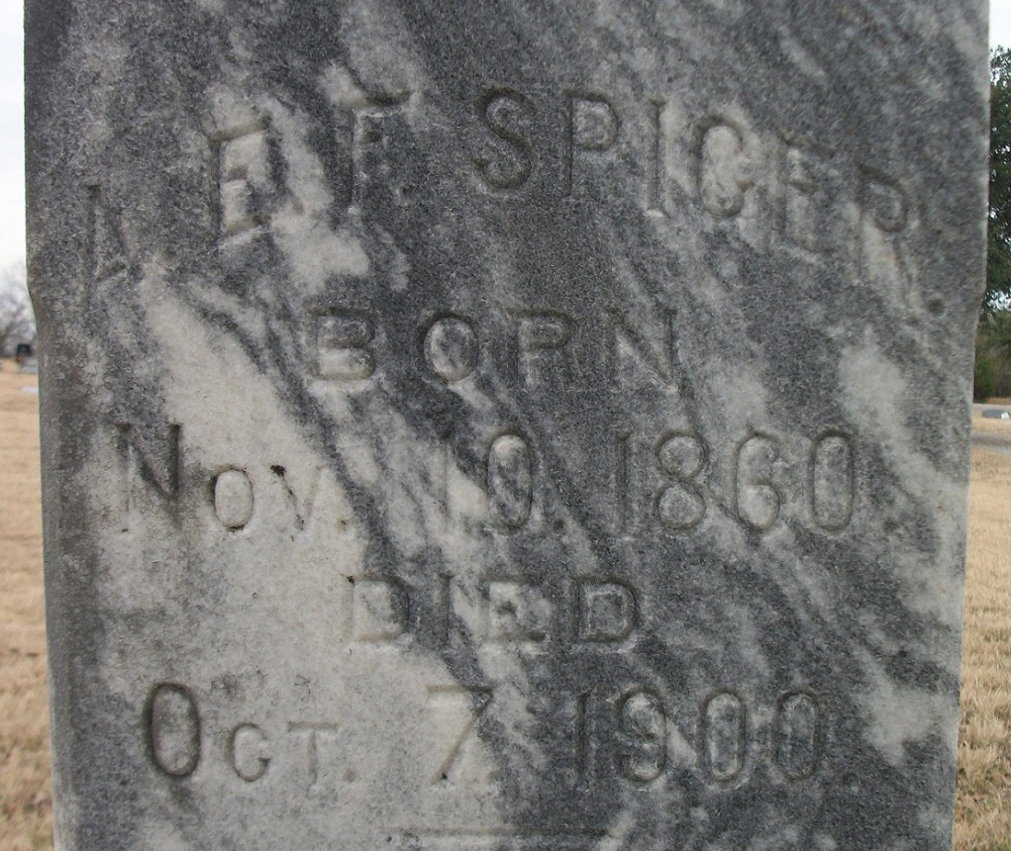 L. E. F. SPICER
BORN
Nov. 10. 1860
DIED
Oct. 7. 1900